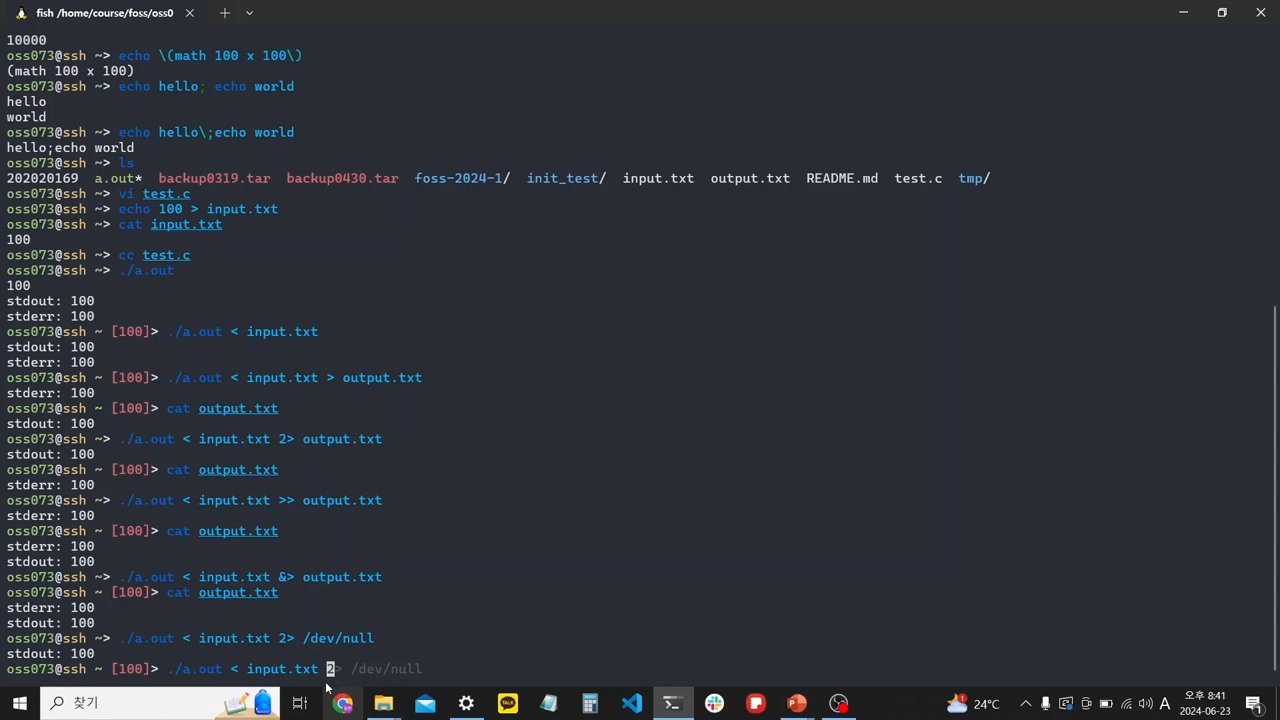 fish /home/course/foss/oss0
10000
oss073@ssh ~> echo \(math 100 x 100\)
(math 100 x 100)
oss073@ssh ~> echo hello; echo world
hello
world
oss073@ssh ~> echo hello\;echo world
hello;echo world
oss073@ssh ~> ls
202020169  a.out*  backup0319.tar  backup0430.tar  foss-2024-1/  init_test/  input.txt  output.txt  README.md  test.c  tmp/
oss073@ssh ~> vi test.c
oss073@ssh ~> echo 100 > input.txt
oss073@ssh ~> cat input.txt
100
oss073@ssh ~> cc test.c
oss073@ssh ~> ./a.out
100
stdout: 100
stderr: 100
oss073@ssh ~ [100]> ./a.out < input.txt
stdout: 100
stderr: 100
oss073@ssh ~ [100]> ./a.out < input.txt > output.txt
stderr: 100
oss073@ssh ~ [100]> cat output.txt
stdout: 100
oss073@ssh ~> ./a.out < input.txt 2> output.txt
stdout: 100
oss073@ssh ~ [100]> cat output.txt
stderr: 100
oss073@ssh ~> ./a.out < input.txt >> output.txt
stderr: 100
oss073@ssh ~ [100]> cat output.txt
stderr: 100
stdout: 100
oss073@ssh ~> ./a.out < input.txt &> output.txt
oss073@ssh ~ [100]> cat output.txt
stderr: 100
stdout: 100
oss073@ssh ~> ./a.out < input.txt 2> /dev/null
stdout: 100
oss073@ssh ~ [100]> ./a.out < input.txt 2> /dev/null
찾기
TALK
24°C
A
오후 8:41
2024-06-23
1